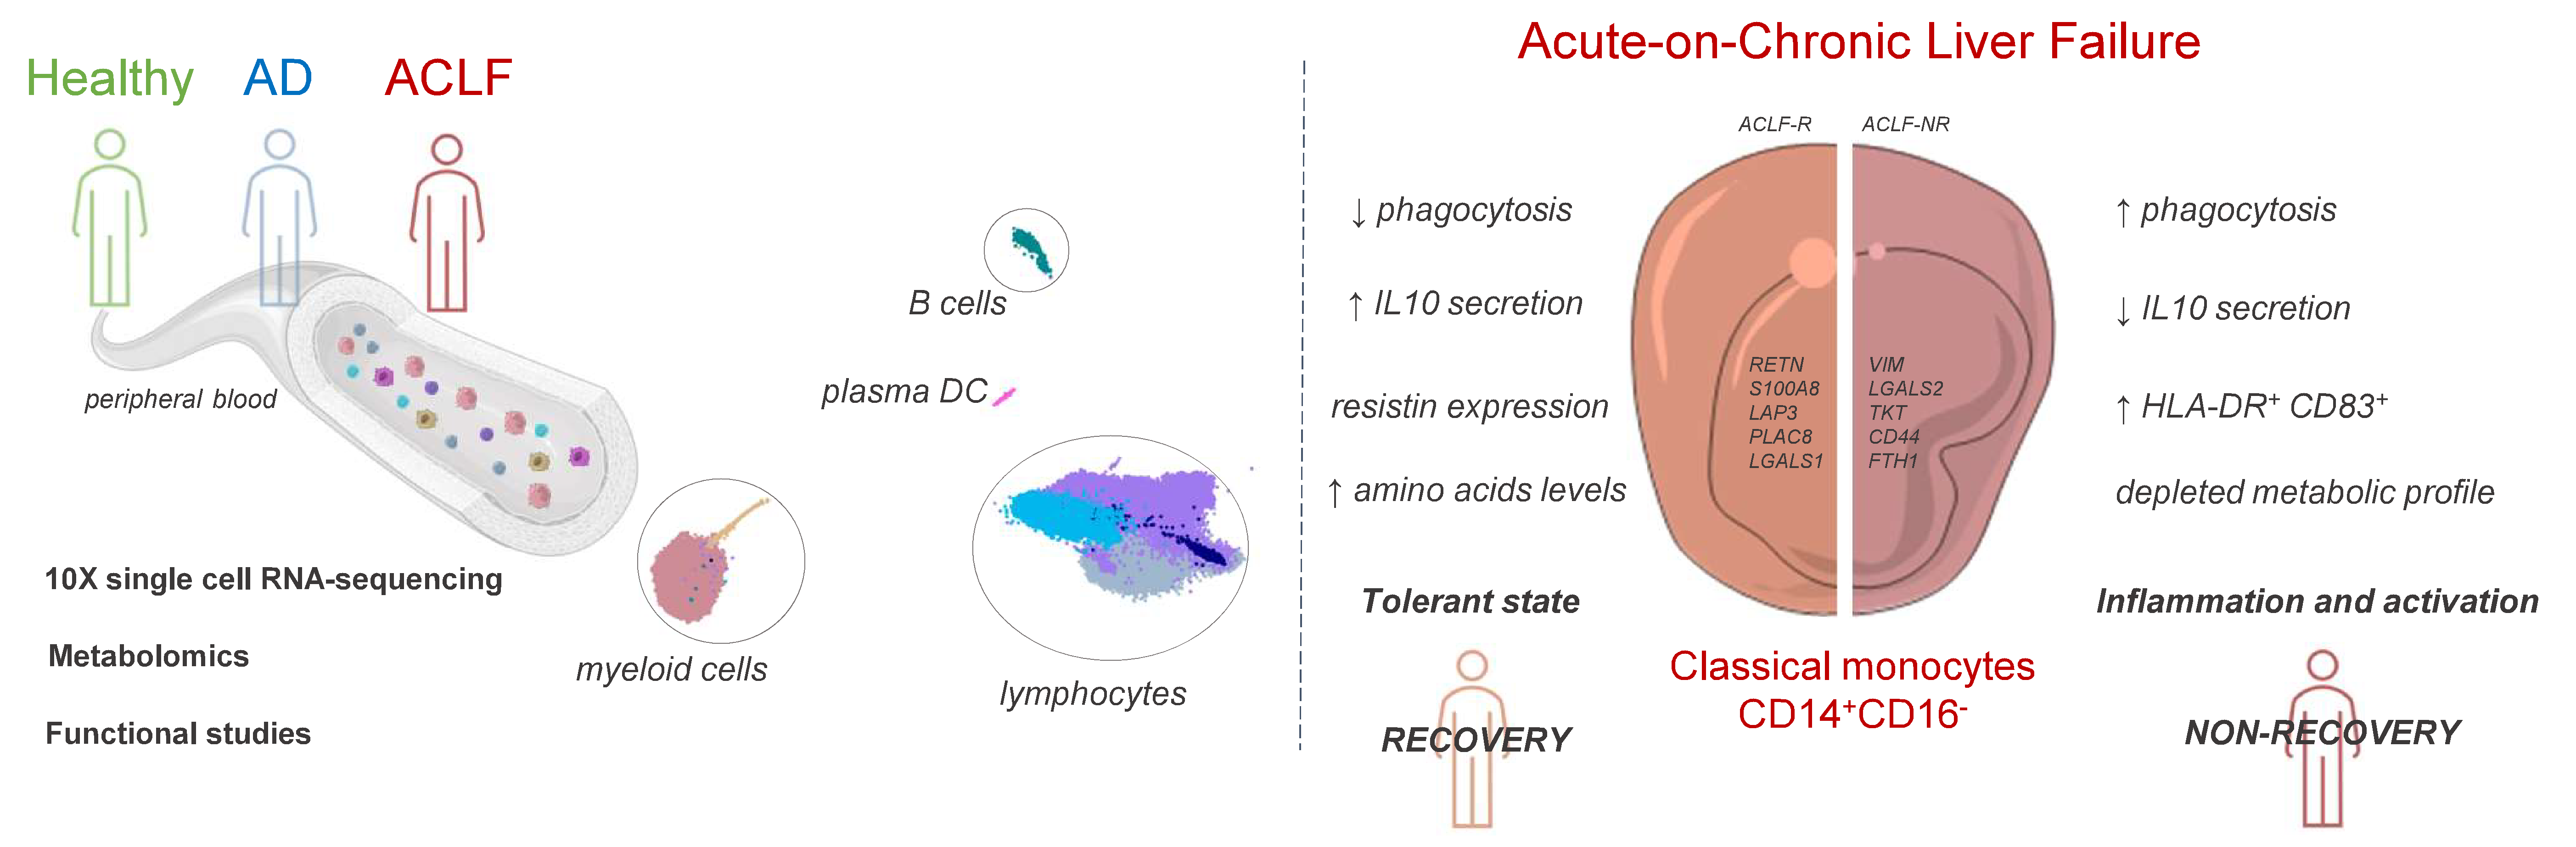 Healthy
AD
ACLF
peripheral blood
10X single cell RNA-sequencing
Metabolomics
Functional studies
B cells
plasma DC
myeloid cells
lymphocytes
Acute-on-Chronic Liver Failure
ACLF-R
ACLF-NR
↓ phagocytosis
↑ IL10 secretion
resistin expression
↑ amino acids levels
Tolerant state
RECOVERY
RETN
S100A8
LAP3
PLAC8
LGALS1
VIM
LGALS2
TKT
CD44
FTH1
Classical monocytes
CD14⁺CD16⁻
↑ phagocytosis
↓ IL10 secretion
↑ HLA-DR⁺ CD83⁺
depleted metabolic profile
Inflammation and activation
NON-RECOVERY